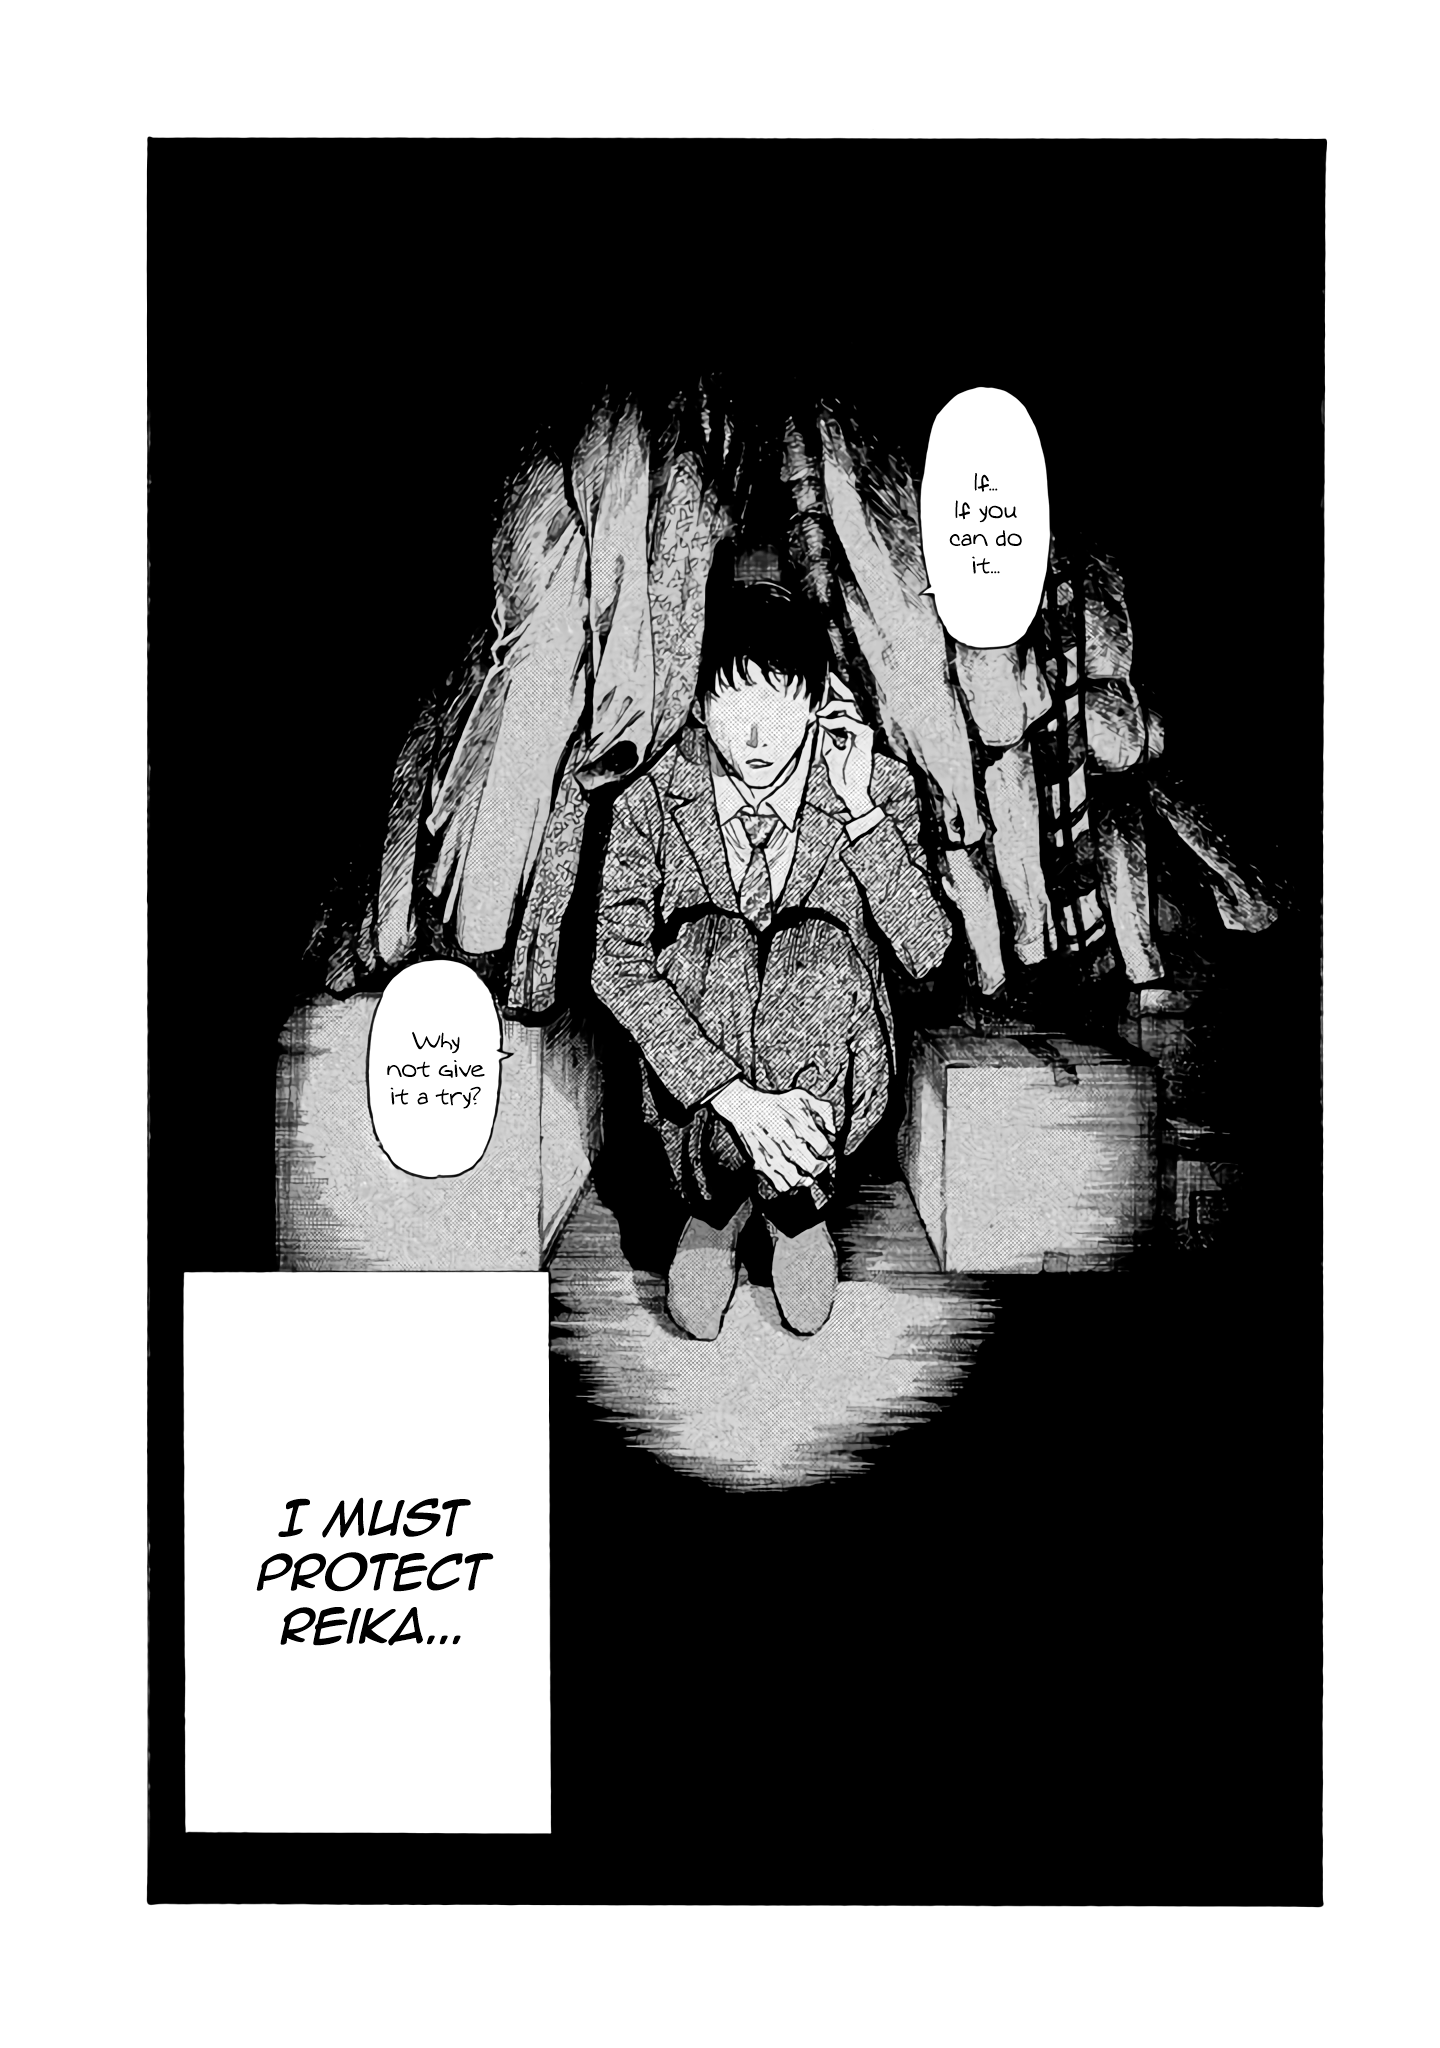 If...
If you
can do
it...
Why
not give
it a try?
I MUST
PROTECT
REIKA...